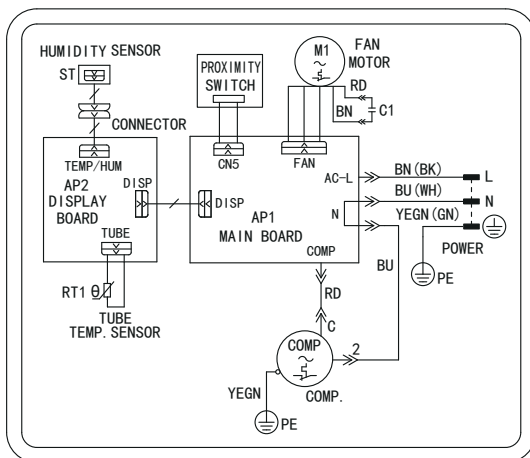 HUMIDITY SENSOR
ST
CONNECTOR
TEMP/HUM
AP2
DISPLAY
BOARD
DISP
TUBE
RT1 θ
TUBE
TEMP. SENSOR
PROXIMITY
SWITCH
CN5
M1
~
FAN
MOTOR
RD
BN
C1
FAN
DISP
AP1
MAIN BOARD
AC-L
N
COMP
BN(BK)
L
BU(WH)
N
YEGN(GN)
POWER
PE
BU
RD
C
COMP
~
2
COMP.
YEGN
PE